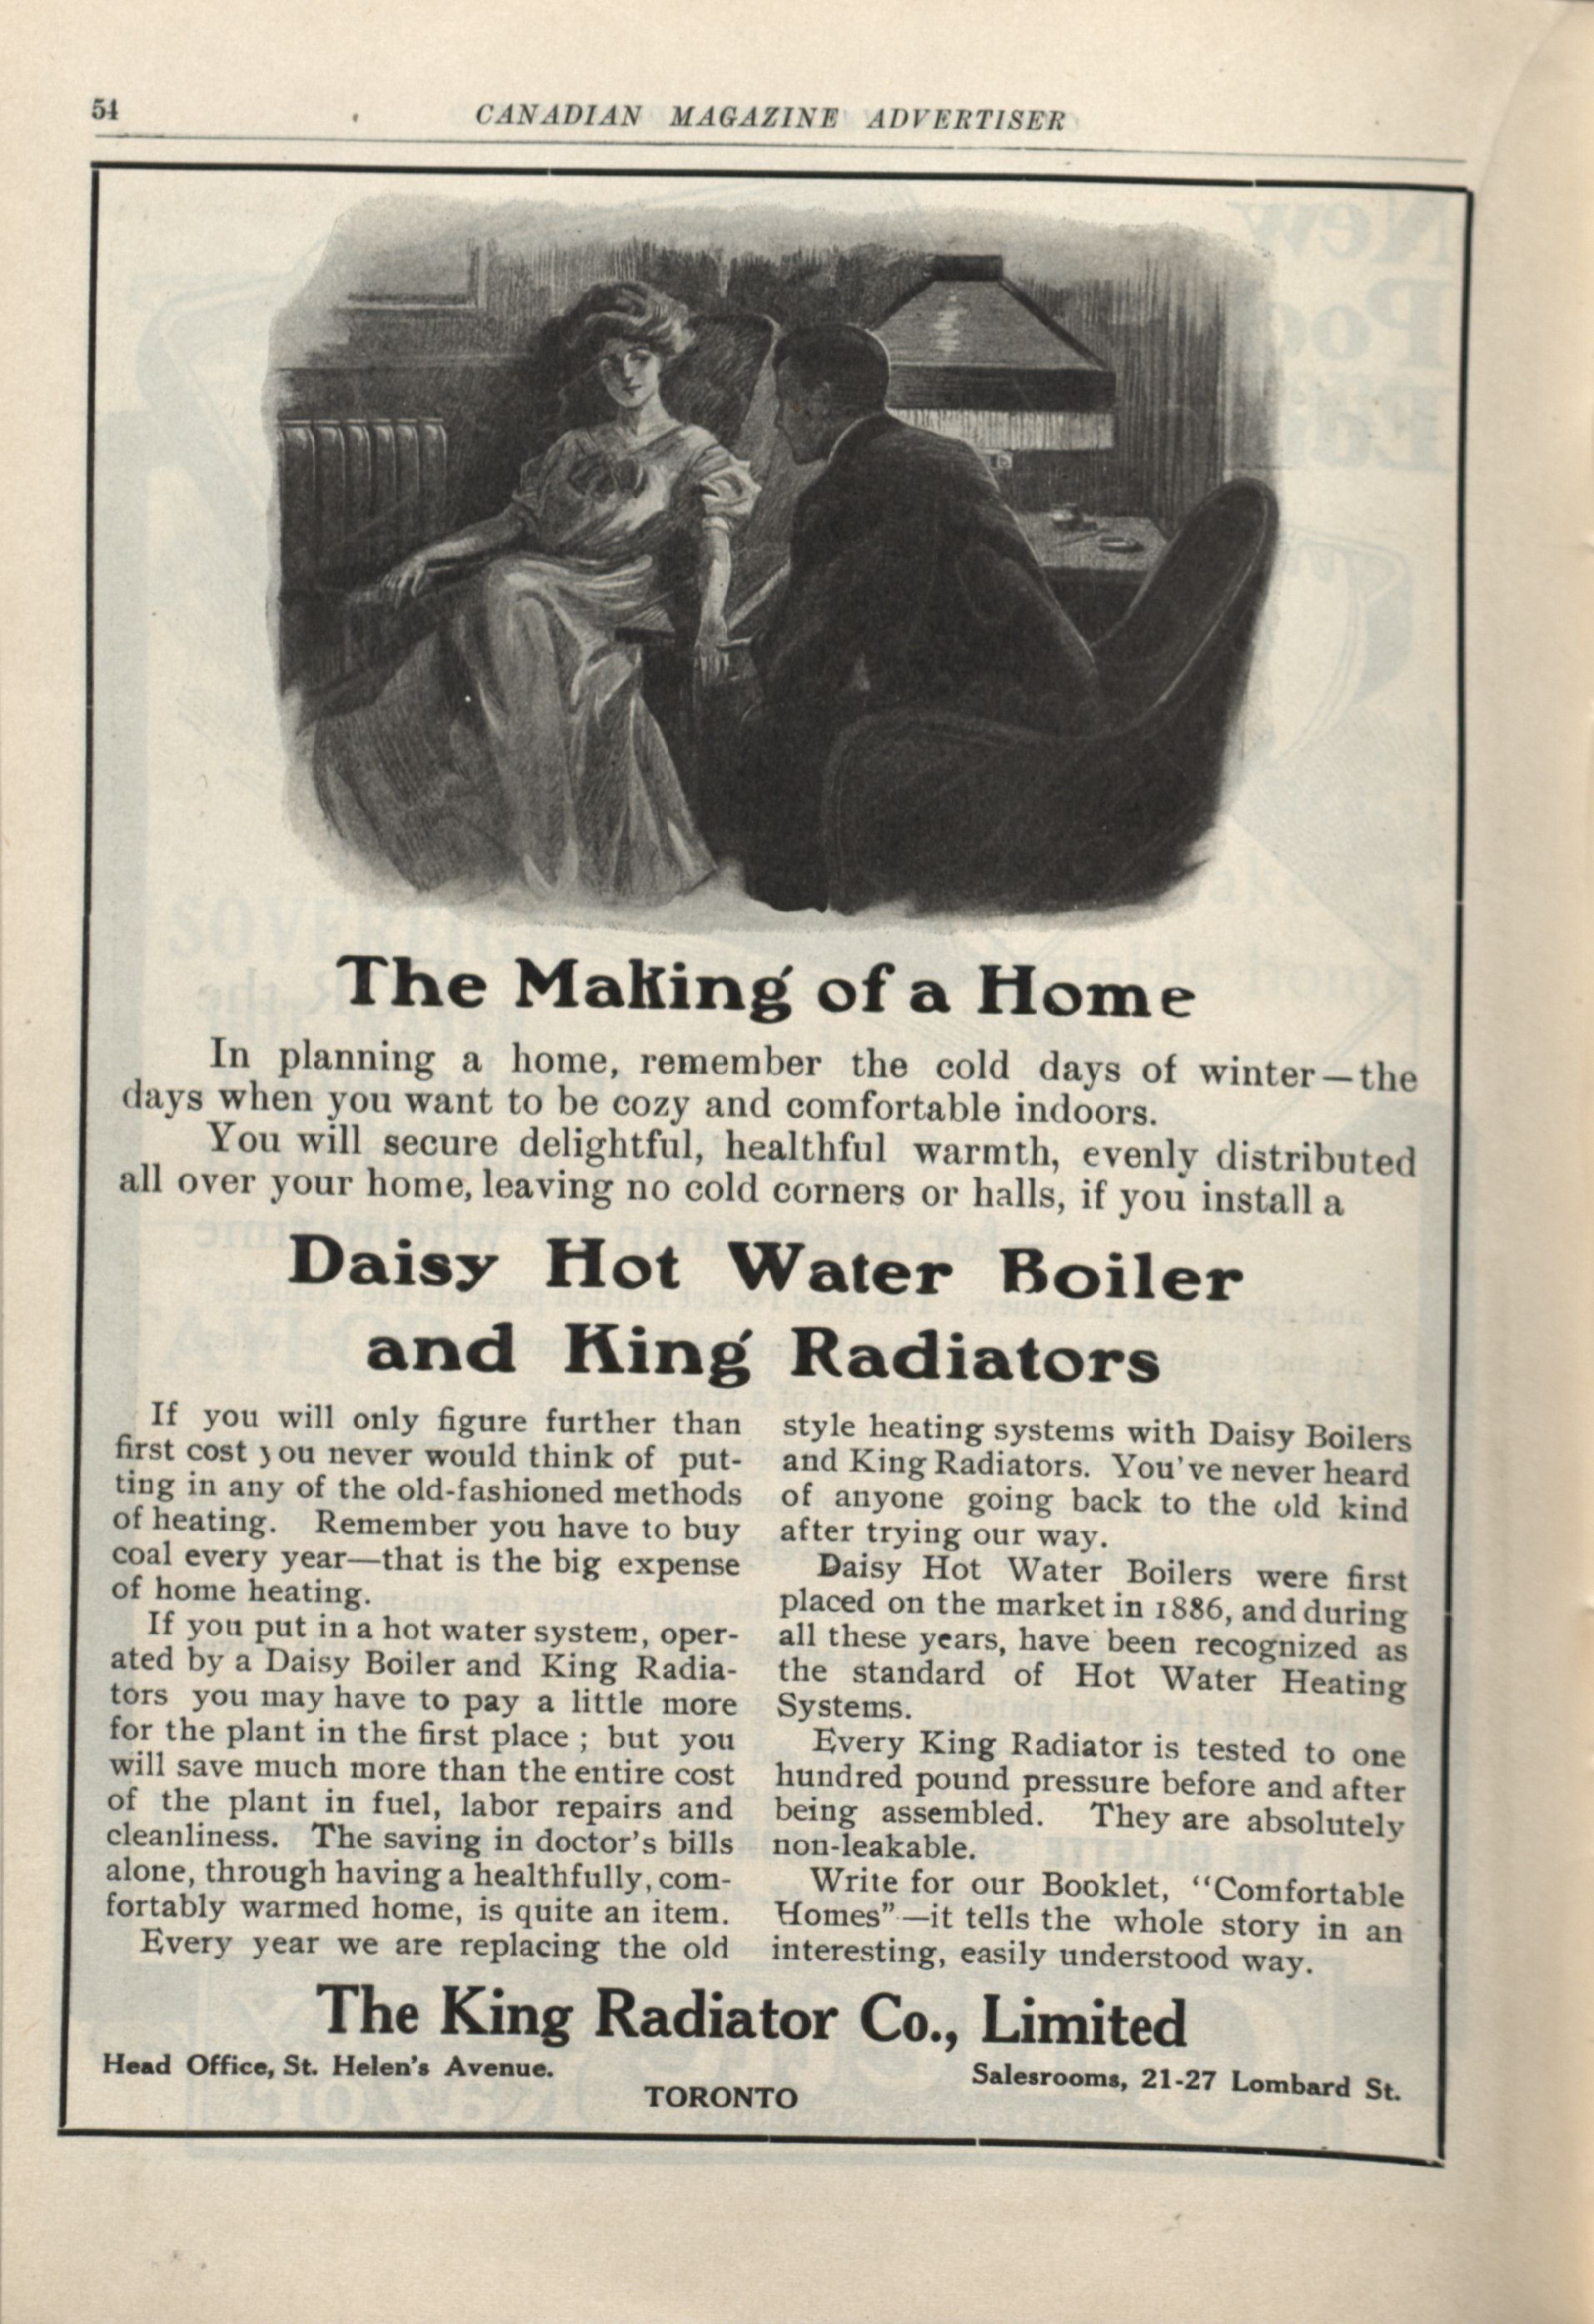 54
CANADIAN MAGAZINE ADVERTISER
The Making of a Home
In planning a home, remember the cold days of winter—the
days when you want to be cozy and comfortable indoors.
You will secure delightful, healthful warmth, evenly distributed
all over your home, leaving no cold corners or halls, if you install a
Daisy Hot Water Boiler
and King Radiators
If you will only figure further than
first cost you never would think of put-
ting in any of the old-fashioned methods
of heating. Remember you have to buy
coal every year—that is the big expense
of home heating.
If you put in a hot water system, oper-
ated by a Daisy Boiler and King Radia-
tors you may have to pay a little more
for the plant in the first place; but you
will save much more than the entire cost
of the plant in fuel, labor repairs and
cleanliness. The saving in doctor's bills
alone, through having a healthfully, com-
fortably warmed home, is quite an item.
Every year we are replacing the old
style heating systems with Daisy Boilers
and King Radiators. You've never heard
of anyone going back to the old kind
after trying our way.
Daisy Hot Water Boilers were first
placed on the market in 1886, and during
all these years, have been recognized as
the standard of Hot Water Heating
Systems.
Every King Radiator is tested to one
hundred pound pressure before and after
being assembled. They are absolutely
non-leakable.
Write for our Booklet, "Comfortable
Homes"—it tells the whole story in an
interesting, easily understood way.
The King Radiator Co., Limited
Head Office, St. Helen's Avenue.
Salesrooms, 21-27 Lombard St.
TORONTO